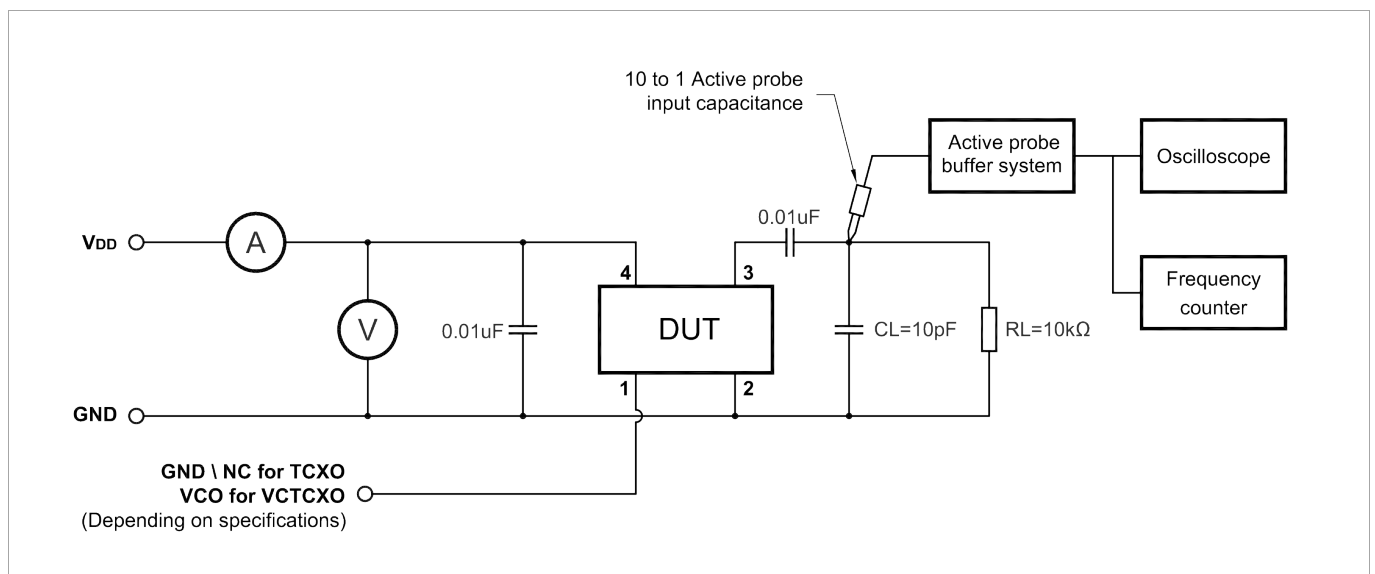 10 to 1 Active probe
input capacitance
Active probe
buffer system
Oscilloscope
0.01uF
VDD
A
4
3
Frequency
counter
V
0.01uF
DUT
CL=10pF
RL=10kΩ
1
2
GND
GND \ NC for TCXO
VCO for VCTCXO
(Depending on specifications)